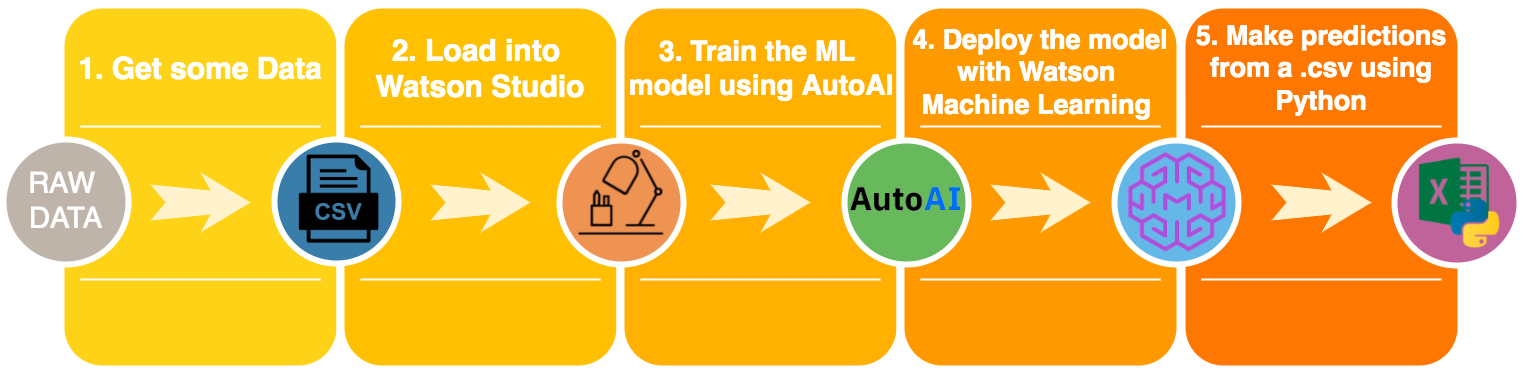 1. Get some Data
2. Load into
Watson Studio
3. Train the ML
model using AutoAI
4. Deploy the model
with Watson
Machine Learning
5. Make predictions
from a .csv using
Python
RAW
DATA
CSV
AutoAI
M
X